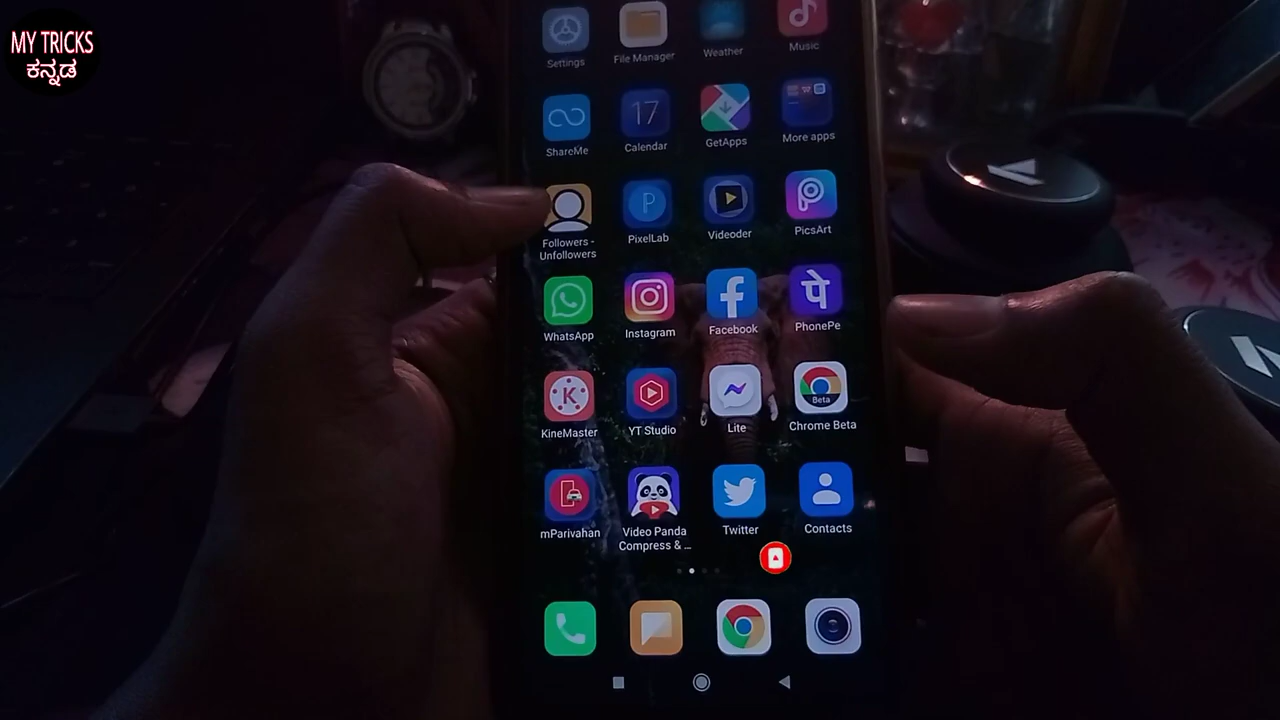 MY TRICKS
ಕನ್ನಡ
Settings
File Manager
Weather
Music
ShareMe
17
Calendar
GetApps
More apps
Followers -
Unfollowers
P
PixelLab
Videoder
PicsArt
WhatsApp
Instagram
Facebook
पे
PhonePe
K
KineMaster
YT Studio
Lite
Beta
Chrome Beta
mParivahan
Video Panda
Compress & ...
Twitter
Contacts